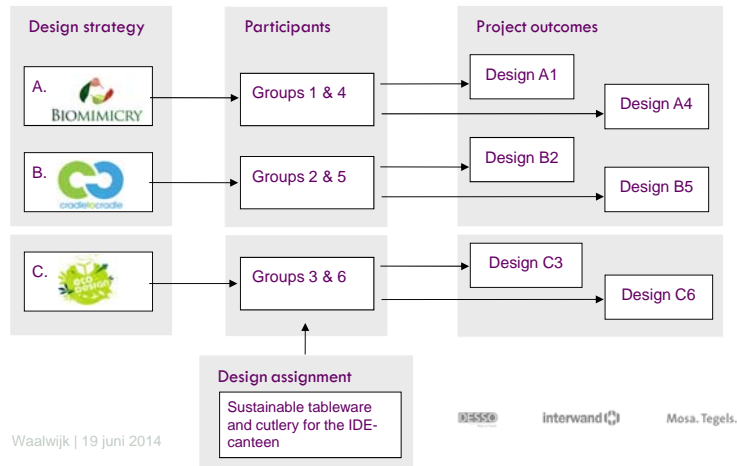 Design strategy
Participants
Project outcomes
A.
BIOMIMICRY
Groups 1 & 4
Design A1
Design A4
B.
cradletocradle
Groups 2 & 5
Design B2
Design B5
C.
eco
DESIGN
Groups 3 & 6
Design C3
Design C6
Design assignment
Sustainable tableware
and cutlery for the IDE-
canteen
Waalwijk | 19 juni 2014
DESSO
interwand
Mosa. Tegels.